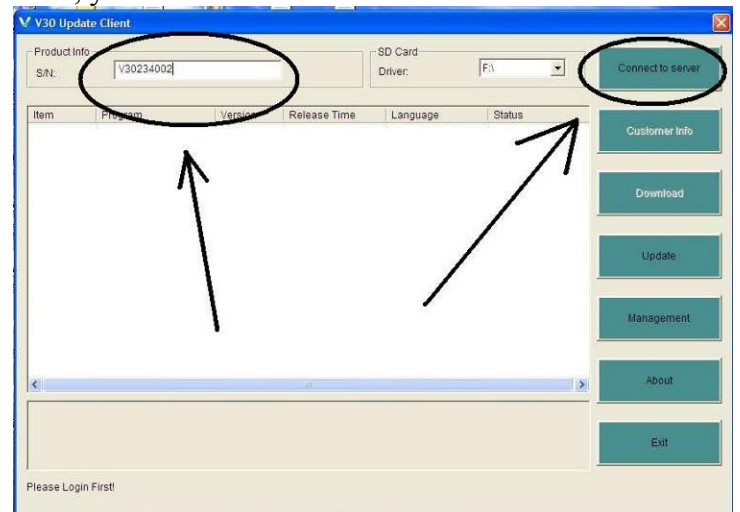 V30 Update Client
Product Info
S/N:
V30234002
SD Card
Driver:
F:\
Connect to server
Item
Program
Version
Release Time
Language
Status
Customer Info
Download
Update
Management
About
Exit
Please Login First!